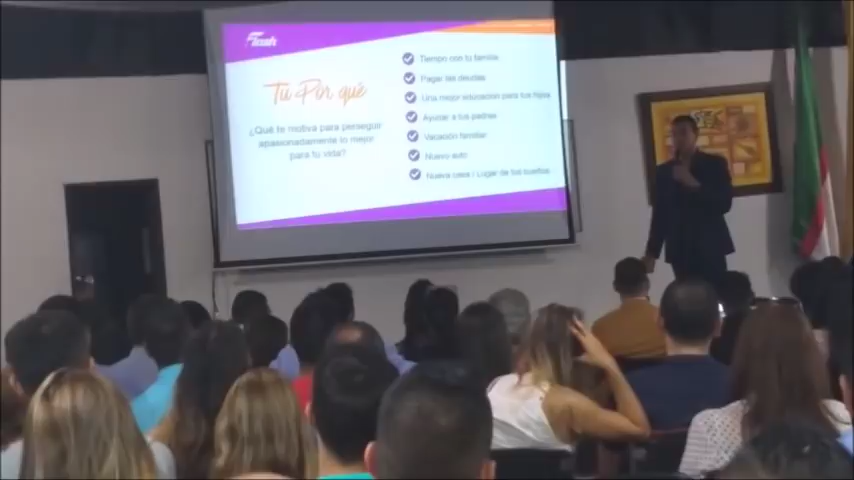 Flash
Tu Por qué
¿Qué te motiva para perseguir
apasionadamente lo mejor
para tu vida?
Tiempo con tu familia
Pagar las deudas
Una mejor educación para tus hijos
Ayudar a tus padres
Vacación familiar
Nuevo auto
Nueva casa / Lugar de tus sueños